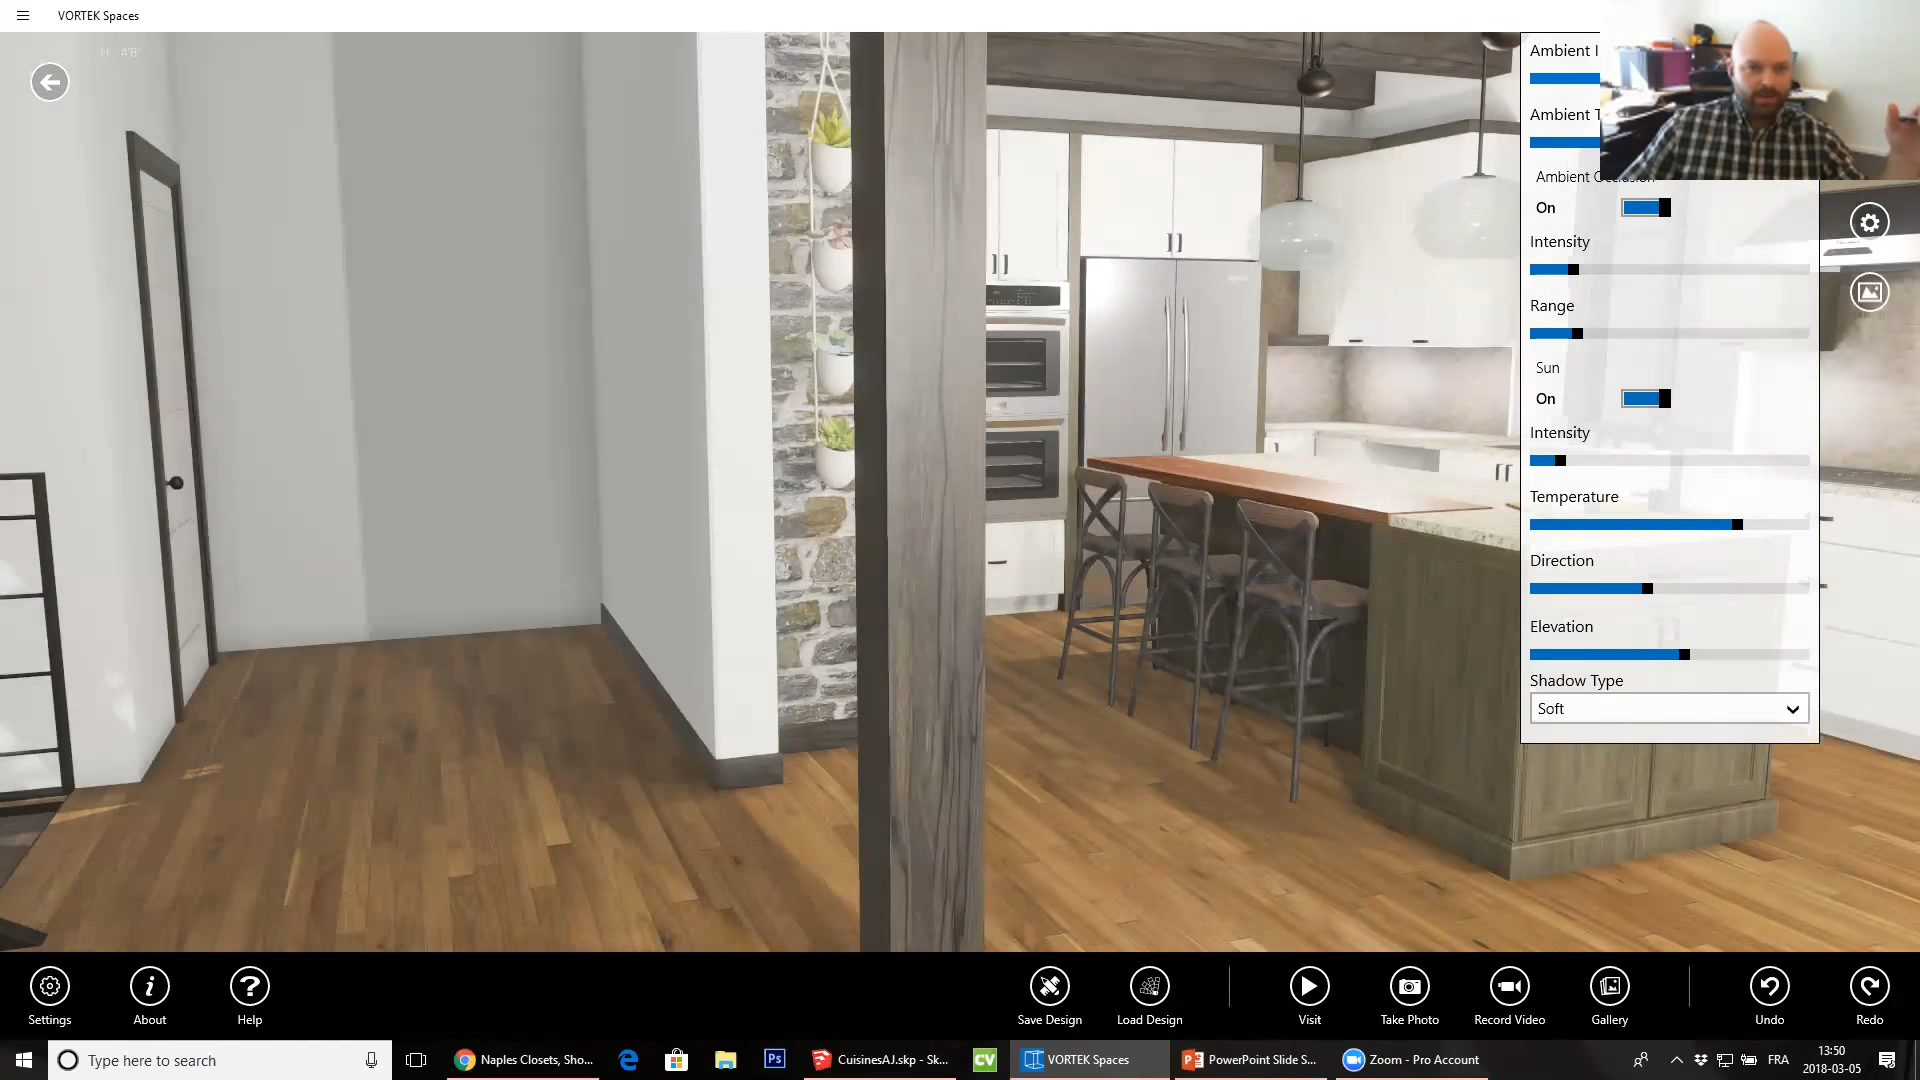 VORTEK Spaces
8'8"
Ambient I
Ambient T
Ambient Occlusion
On
Intensity
Range
Sun
On
Intensity
Temperature
Direction
Elevation
Shadow Type
Soft
Settings
About
Help
Save Design
Load Design
Visit
Take Photo
Record Video
Gallery
Undo
Redo
Type here to search
Naples Closets, Sho...
Ps
CuisinesAJ.skp - Sk...
CV
VORTEK Spaces
PowerPoint Slide S...
Zoom - Pro Account
FRA
13:50
2018-03-05